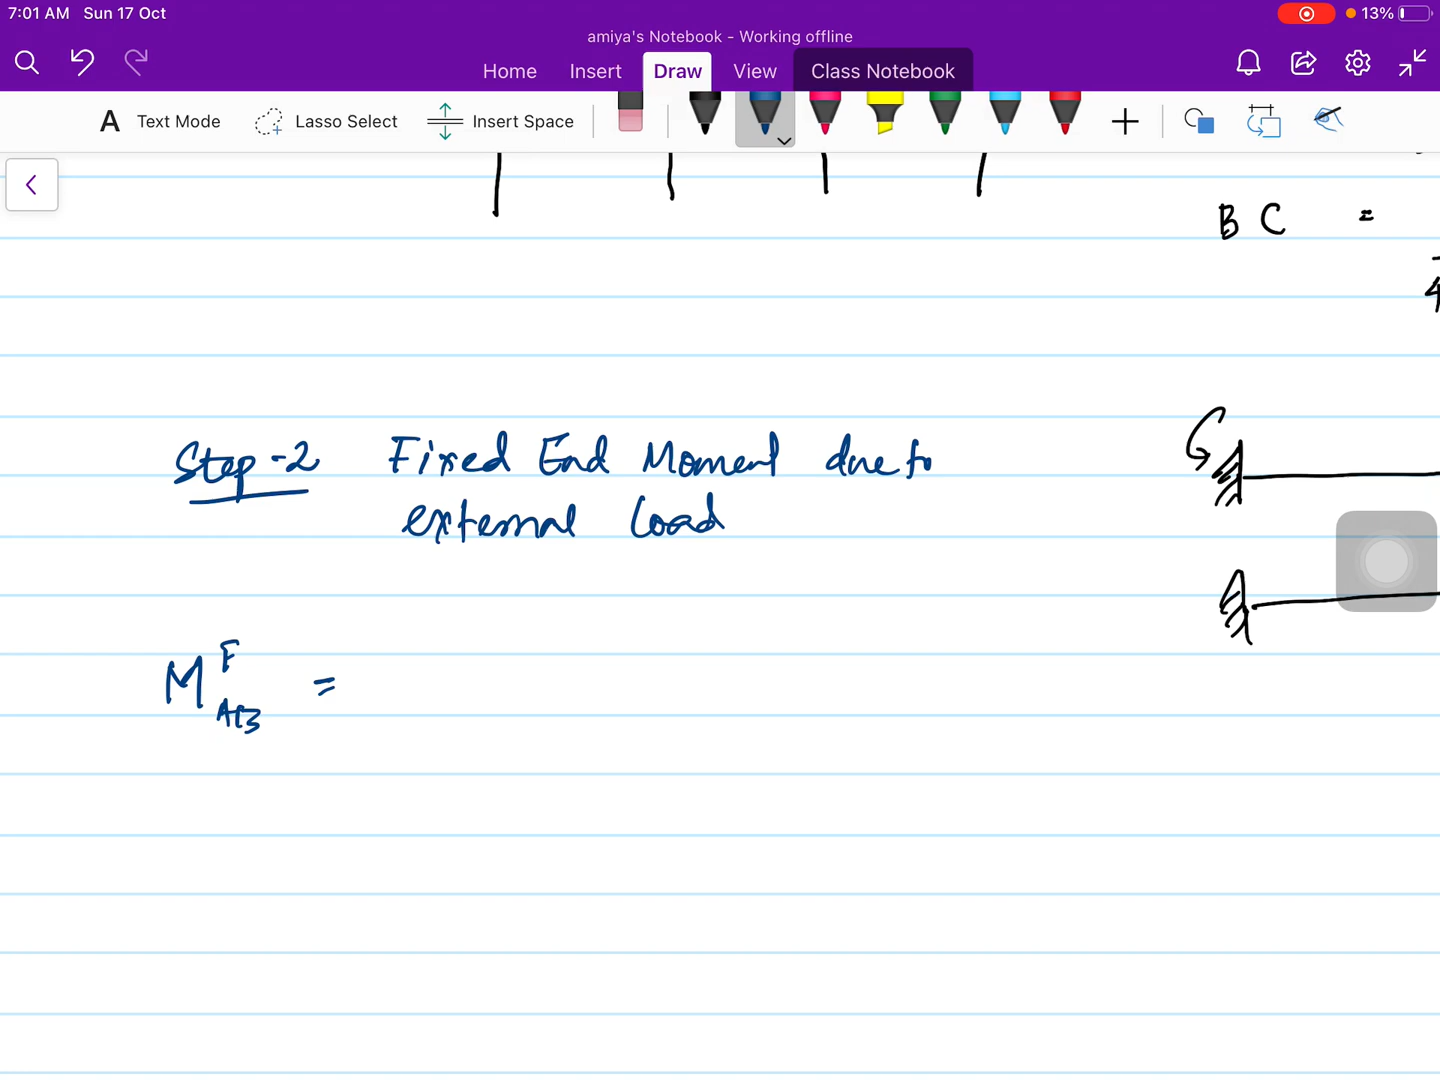 7:01 AM Sun 17 Oct
13%
amiya's Notebook - Working offline
Home Insert Draw View Class Notebook
A Text Mode Lasso Select Insert Space
B C =
4
Step-2 Fixed End Moment due to
external load
M F AB =